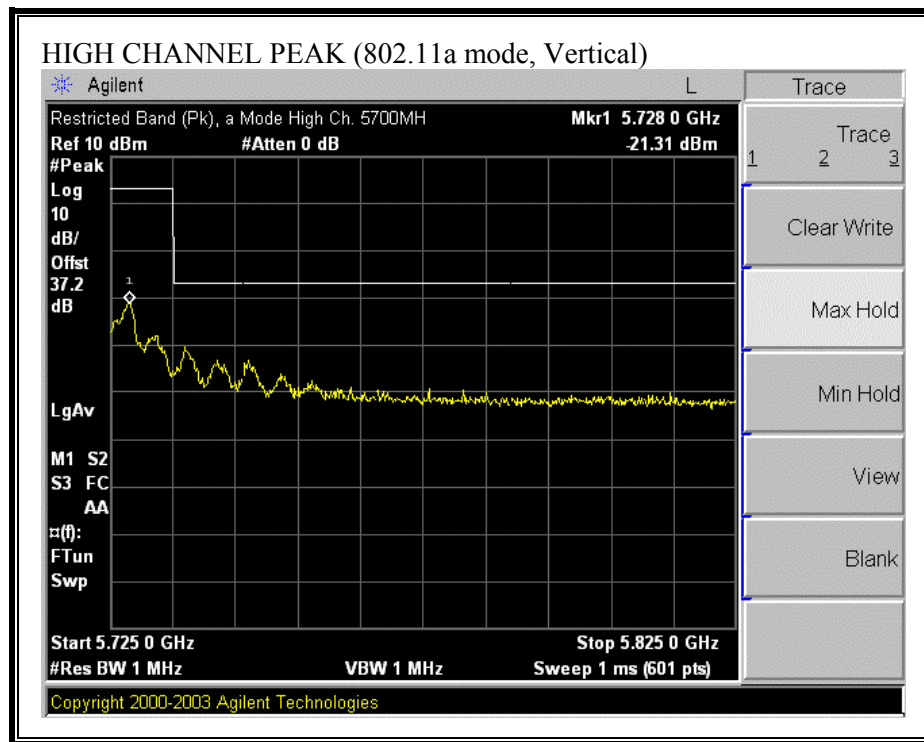 HIGH CHANNEL PEAK (802.11a mode, Vertical)
Agilent L Trace
Restricted Band (Pk), a Mode High Ch. 5700MH Mkr1 5.728 0 GHz
Ref 10 dBm #Atten 0 dB -21.31 dBm
#Peak
Log
10
dB/
Offst
37.2
dB
1
LgAv
M1 S2
S3 FC
AA
¤(f):
FTun
Swp
Start 5.725 0 GHz Stop 5.825 0 GHz
#Res BW 1 MHz VBW 1 MHz Sweep 1 ms (601 pts)
Copyright 2000-2003 Agilent Technologies
Trace
1 2 3
Clear Write
Max Hold
Min Hold
View
Blank